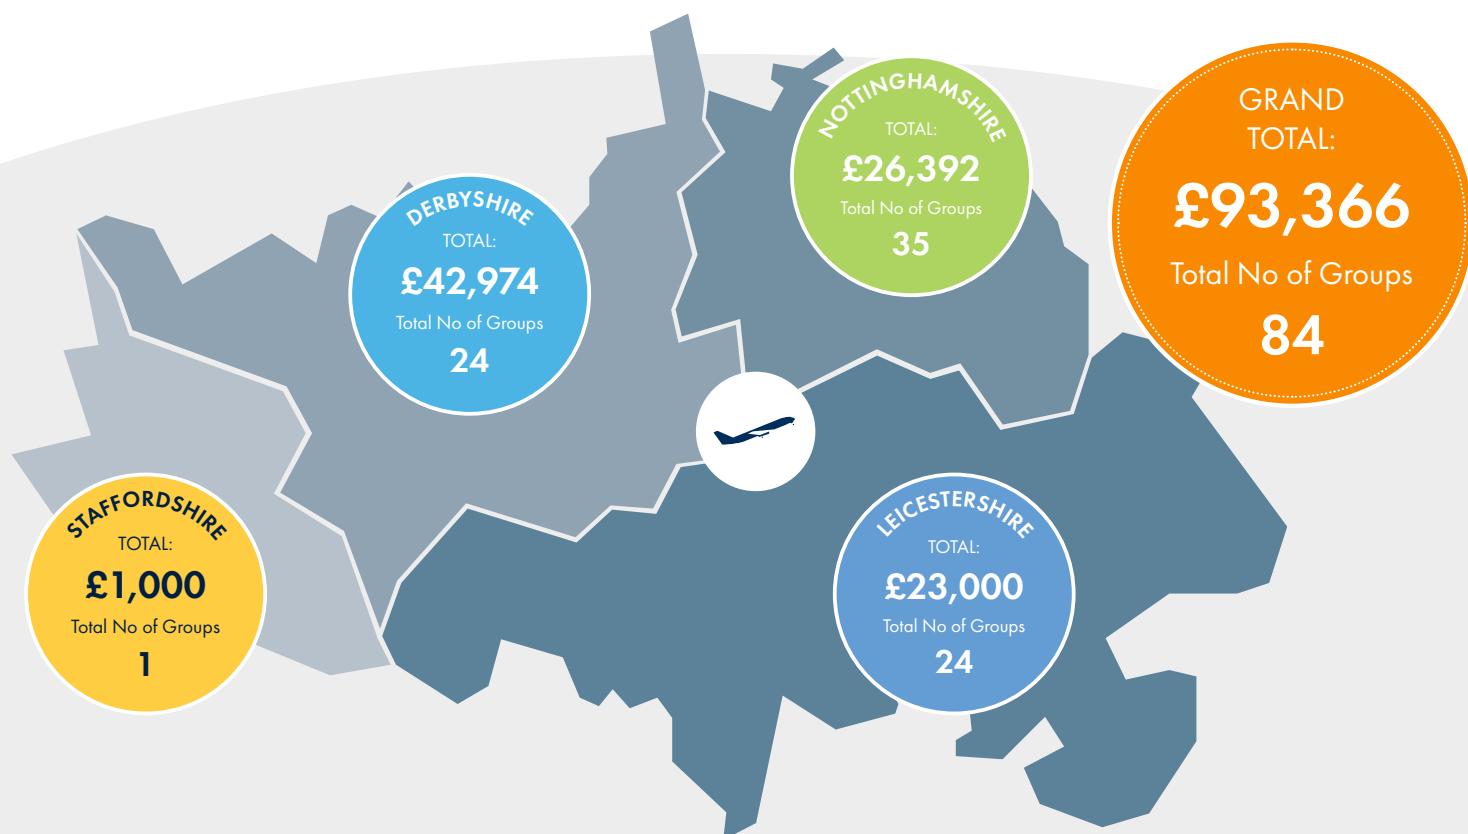 DERBYSHIRE
TOTAL:
£42,974
Total No of Groups
24
NOTTINGHAMSHIRE
TOTAL:
£26,392
Total No of Groups
35
GRAND
TOTAL:
£93,366
Total No of Groups
84
STAFFORDSHIRE
TOTAL:
£1,000
Total No of Groups
1
LEICESTERSHIRE
TOTAL:
£23,000
Total No of Groups
24